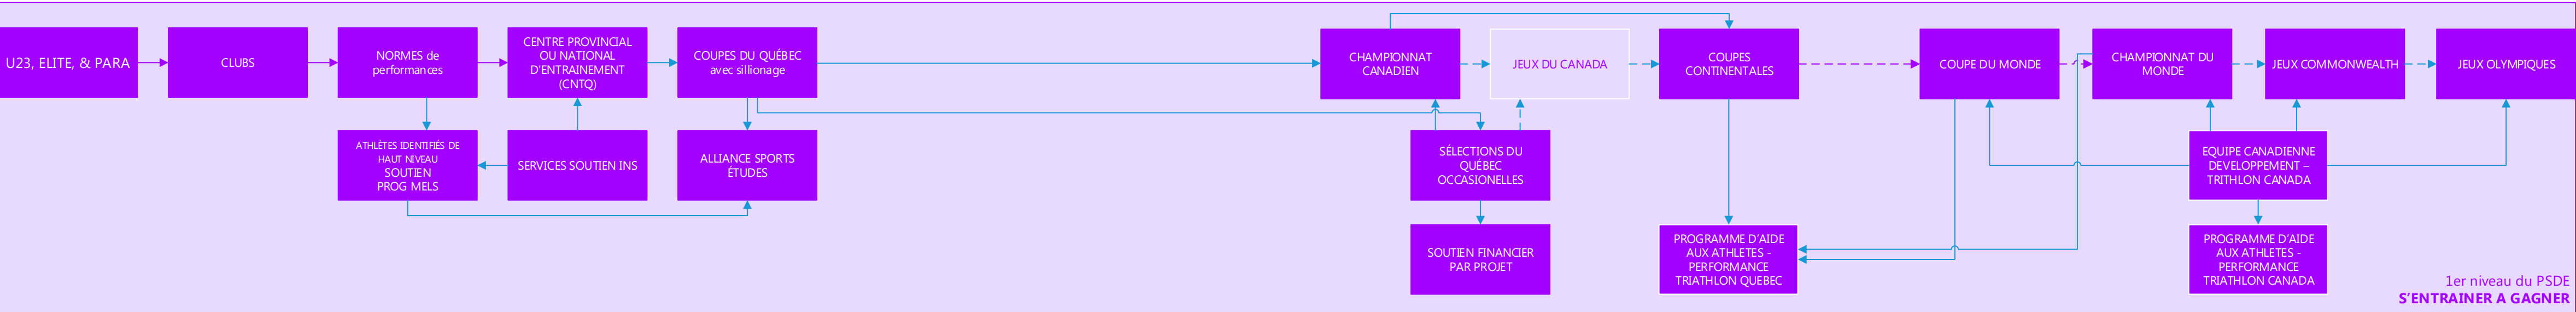 U23, ELITE, & PARA
CLUBS
NORMES de
performances
CENTRE PROVINCIAL
OU NATIONAL
D'ENTRAINEMENT
(CNTQ)
COUPES DU QUÉBEC
avec sillionage
CHAMPIONNAT
CANADIEN
JEUX DU CANADA
COUPES
CONTINENTALES
COUPE DU MONDE
CHAMPIONNAT DU
MONDE
JEUX COMMONWEALTH
JEUX OLYMPIQUES
ATHLÈTES IDENTIFIÉS DE
HAUT NIVEAU
SOUTIEN
PROG MELS
SERVICES SOUTIEN INS
ALLIANCE SPORTS
ÉTUDES
SÉLECTIONS DU
QUÉBEC
OCCASIONELLES
EQUIPE CANADIENNE
DEVELOPPEMENT –
TRITHLON CANADA
SOUTIEN FINANCIER
PAR PROJET
PROGRAMME D'AIDE
AUX ATHLETES -
PERFORMANCE
TRIATHLON QUEBEC
PROGRAMME D'AIDE
AUX ATHLETES -
PERFORMANCE
TRIATHLON CANADA
1er niveau du PSDE
S'ENTRAINER A GAGNER